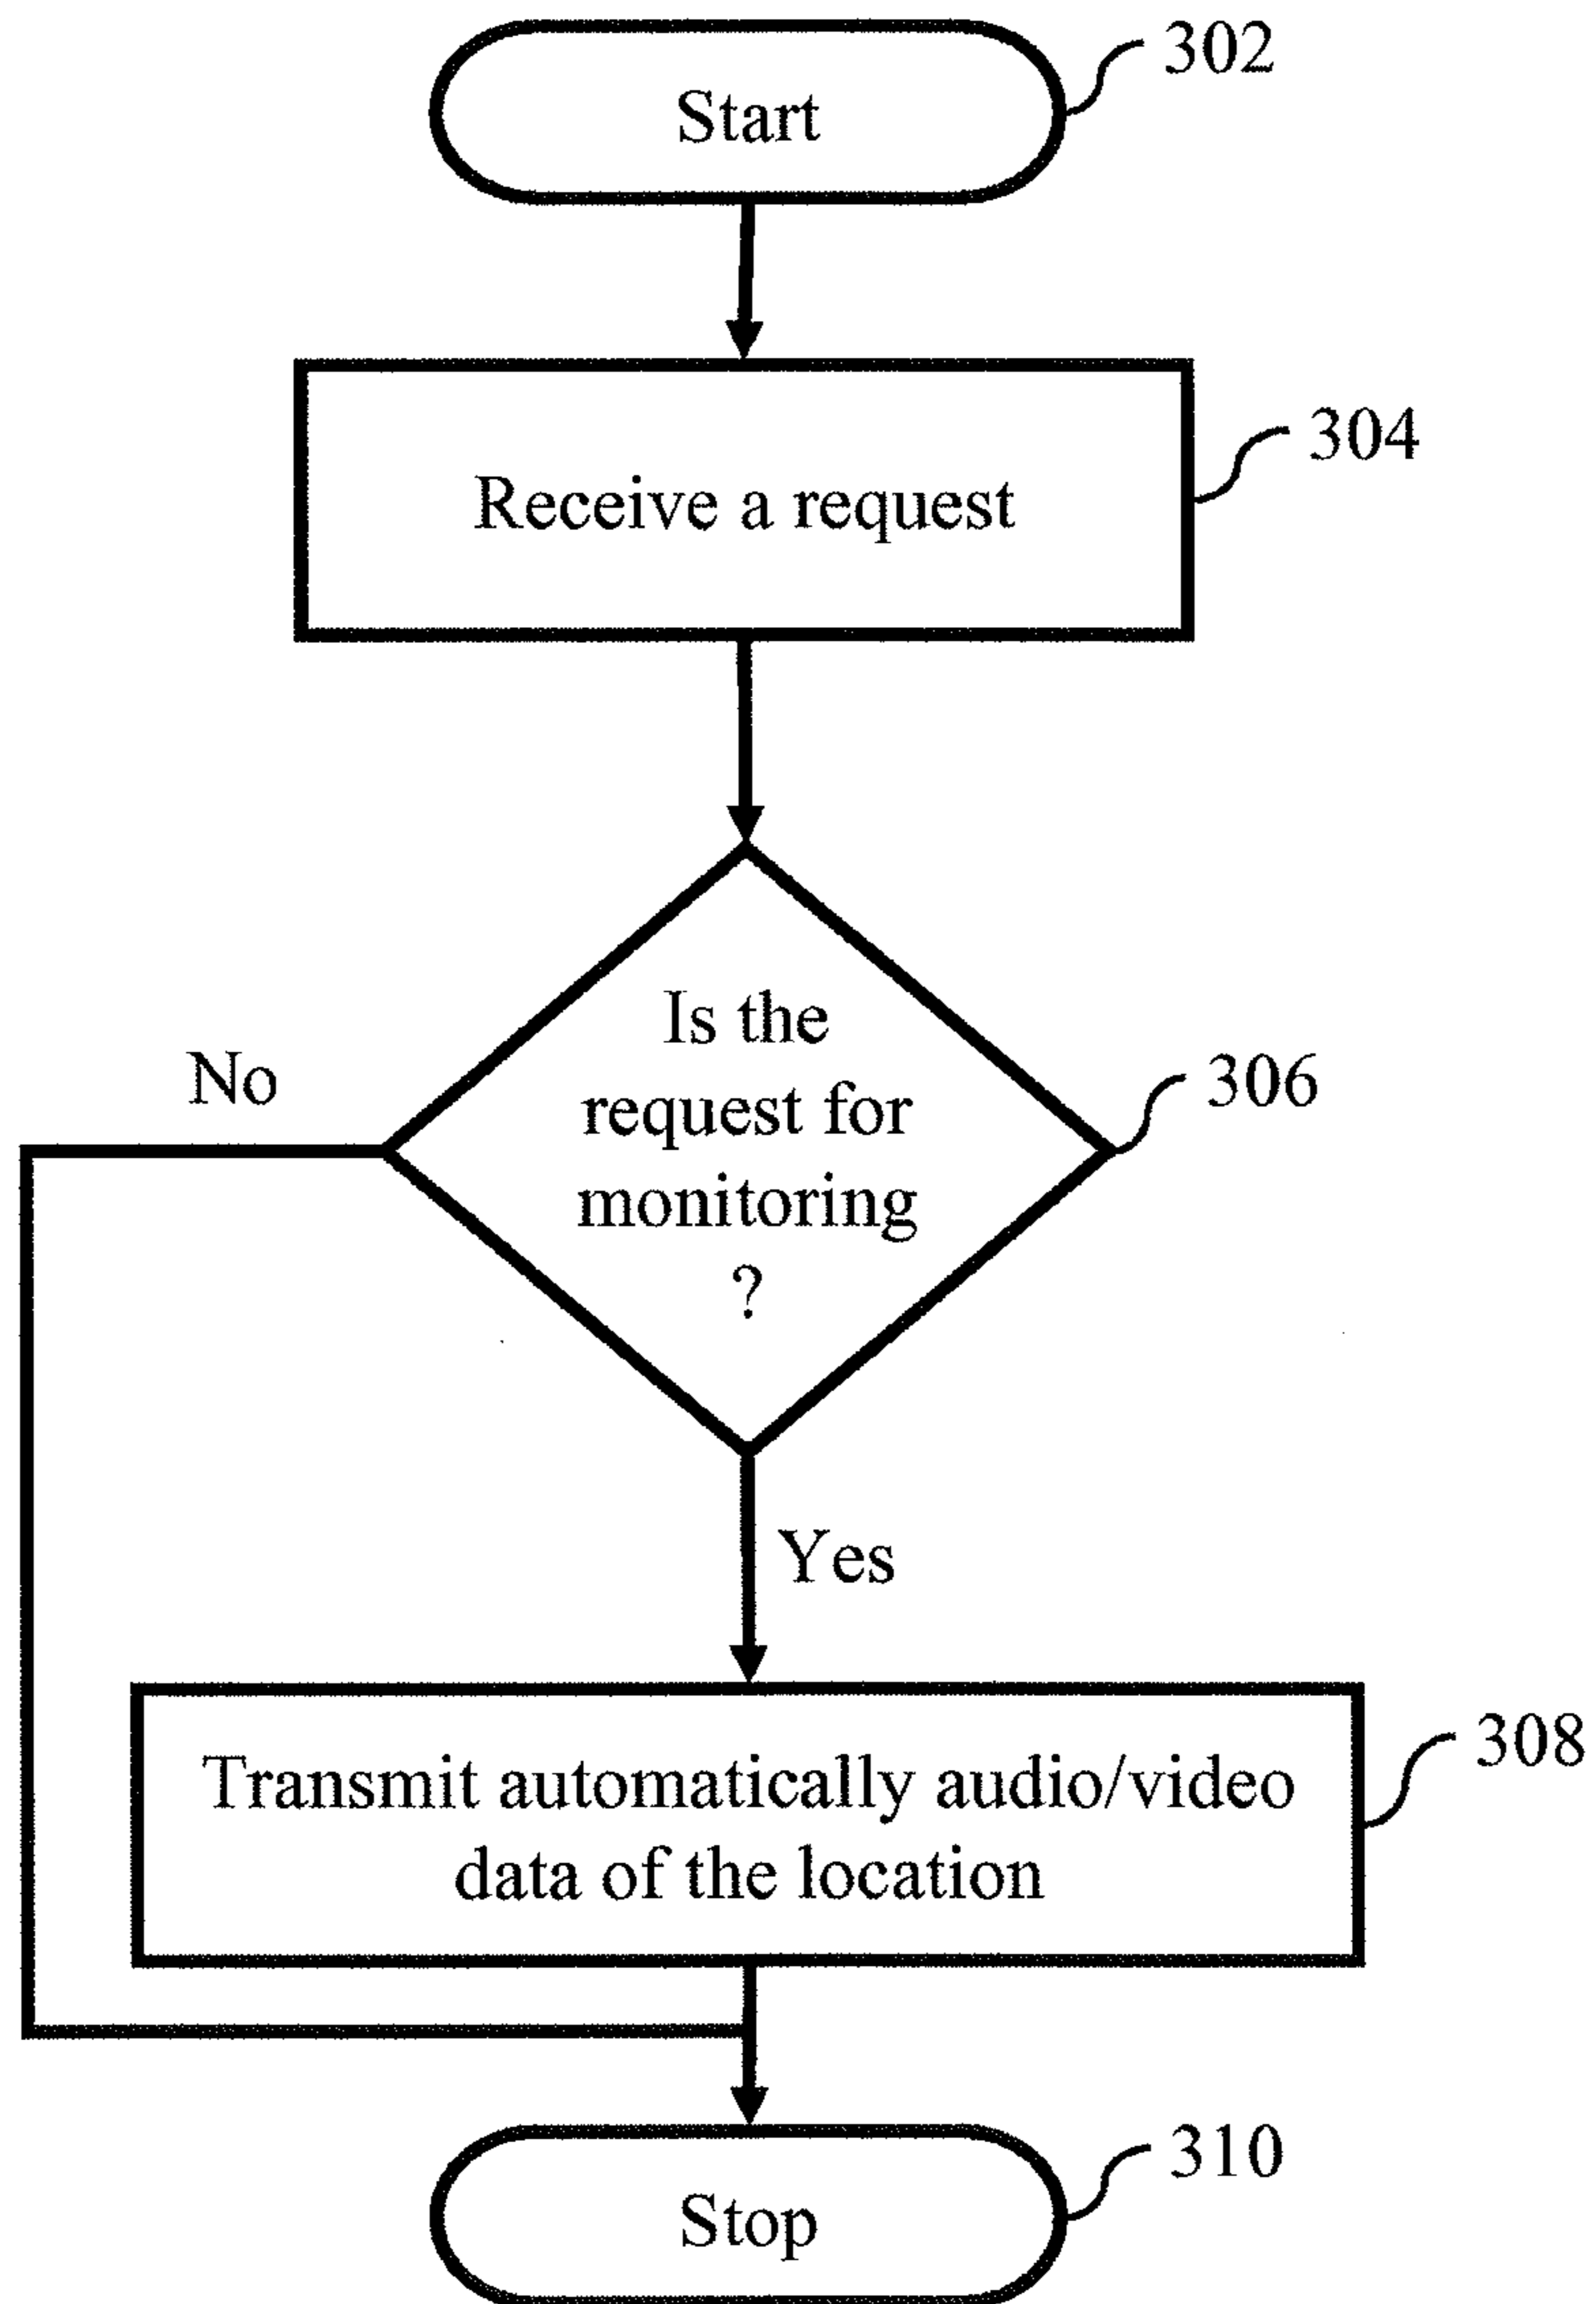 Start
302
Receive a request
304
Is the
request for
monitoring
?
306
No
Yes
Transmit automatically audio/video
data of the location
308
Stop
310